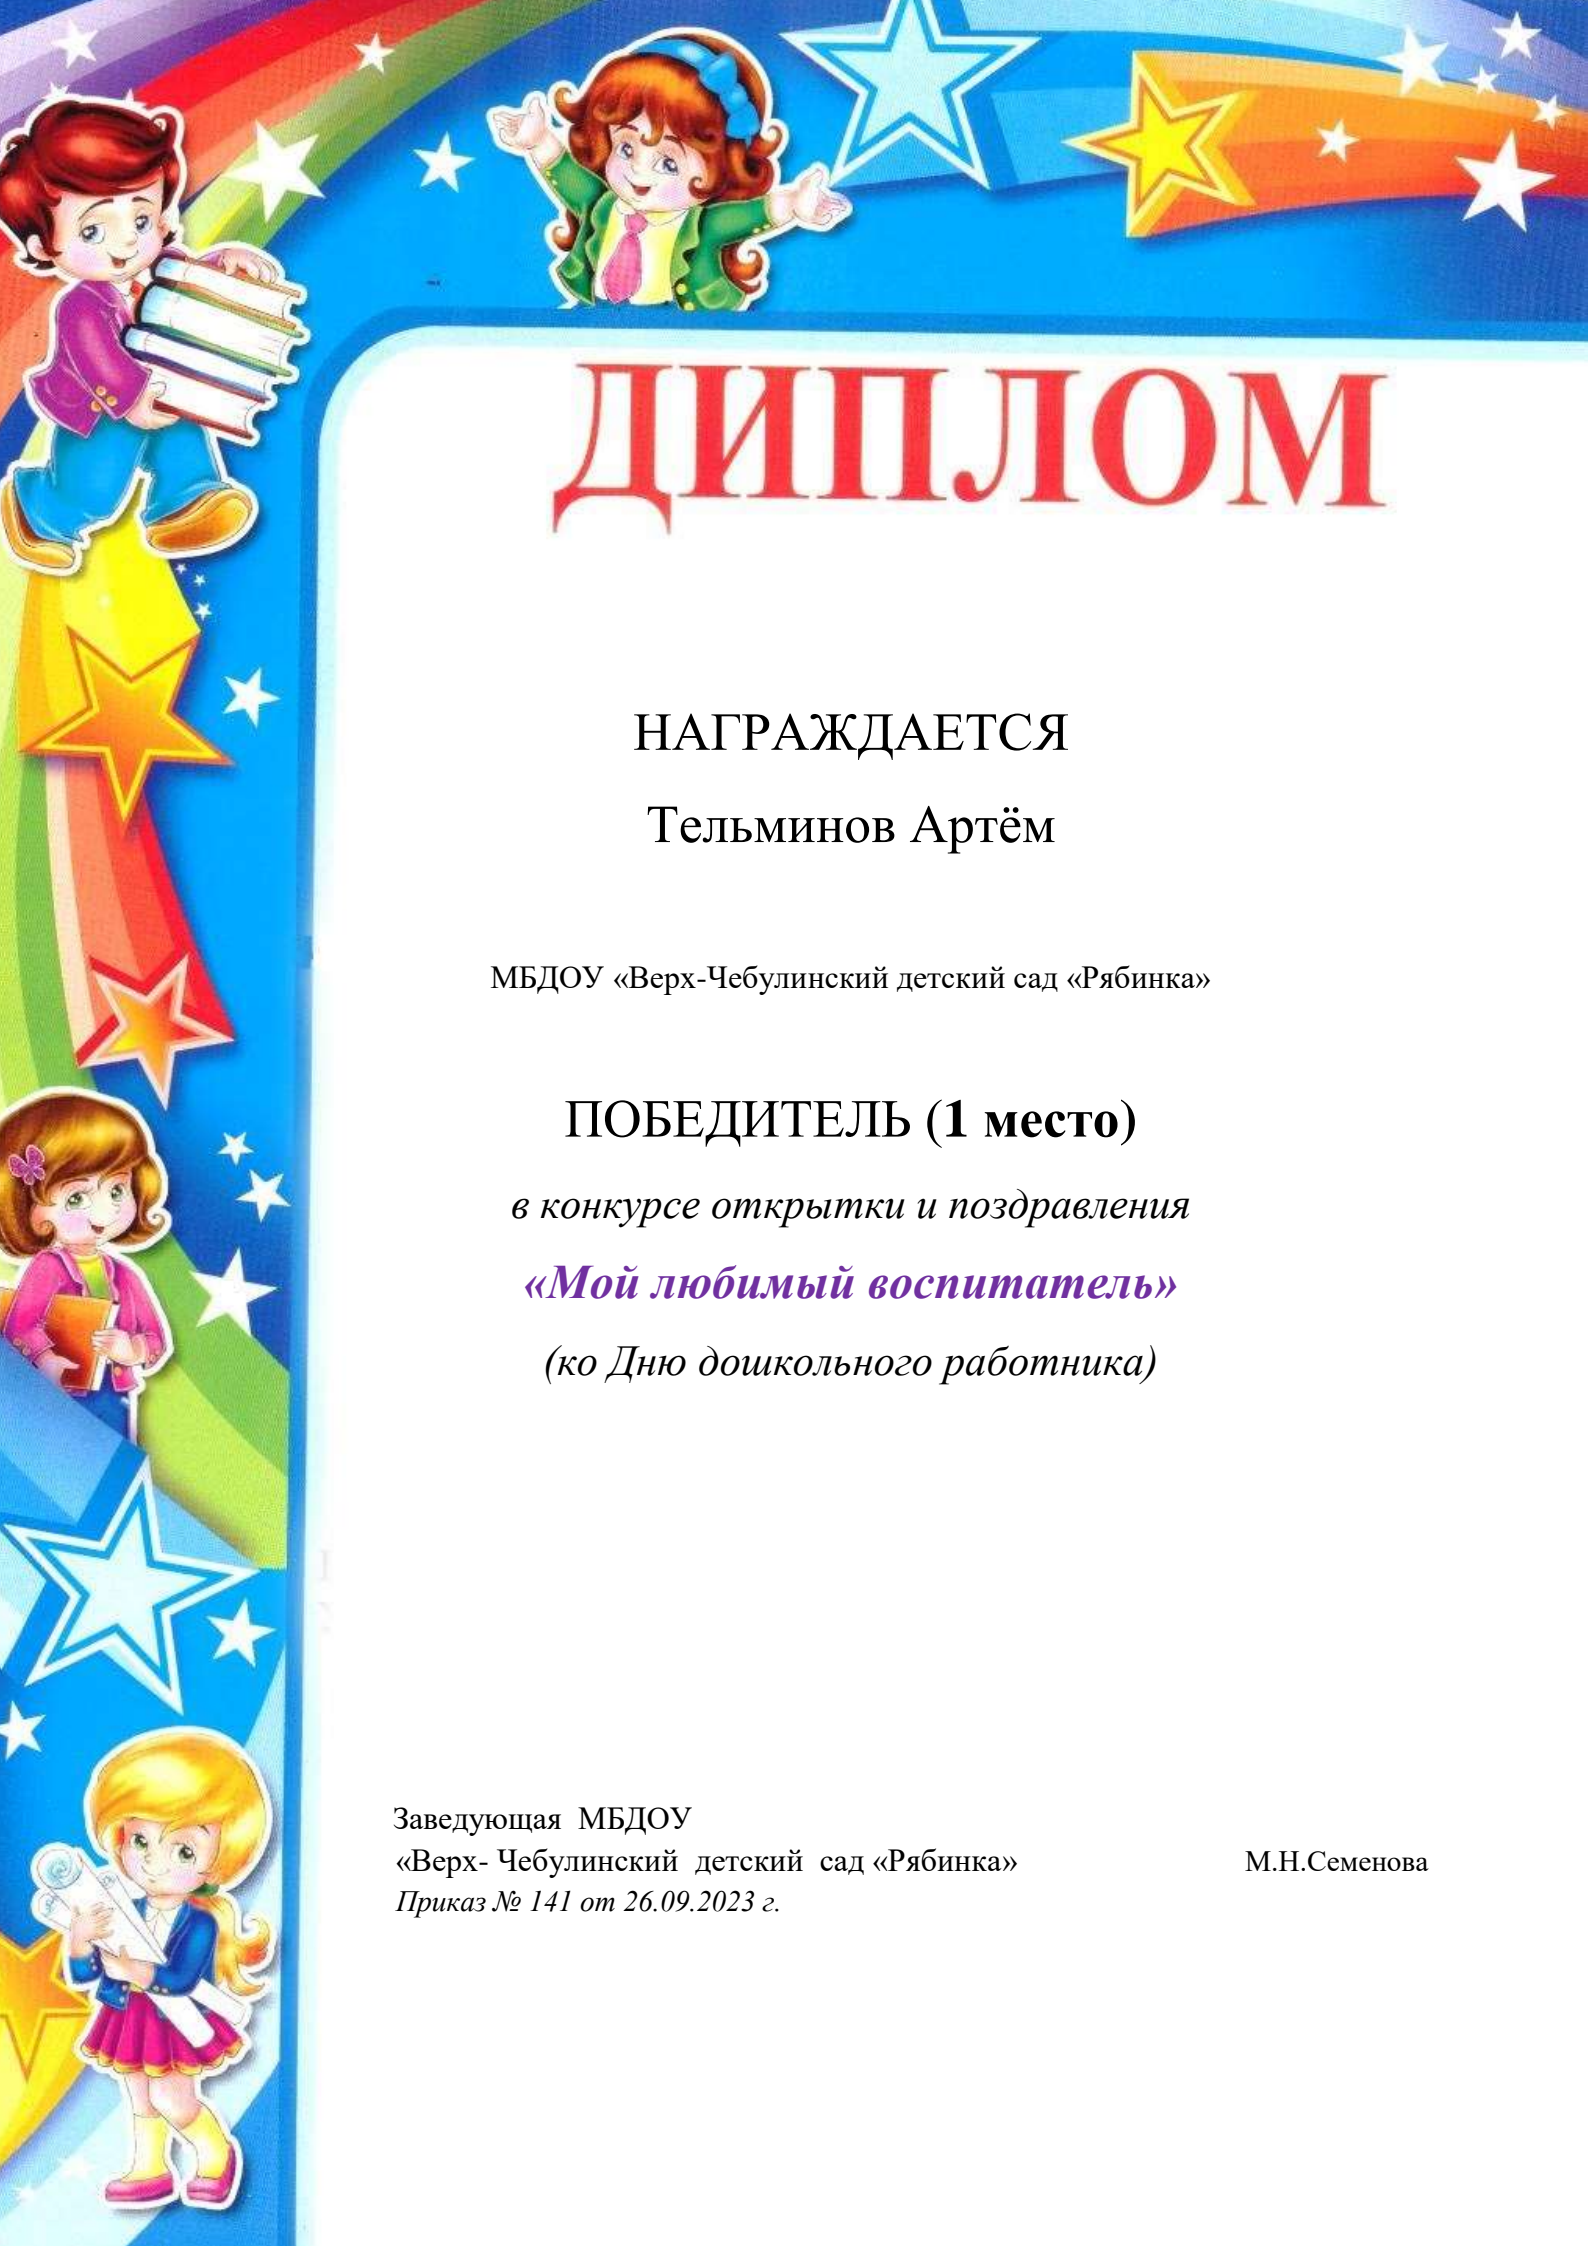 ДИПЛОМ
НАГРАЖДАЕТСЯ
Тельминов Артём
МБДОУ «Верх-Чебулинский детский сад «Рябинка»
ПОБЕДИТЕЛЬ (1 место)
в конкурсе открытки и поздравления
«Мой любимый воспитатель»
(ко Дню дошкольного работника)
Заведующая МБДОУ
«Верх- Чебулинский детский сад «Рябинка» М.Н.Семенова
Приказ № 141 от 26.09.2023 г.